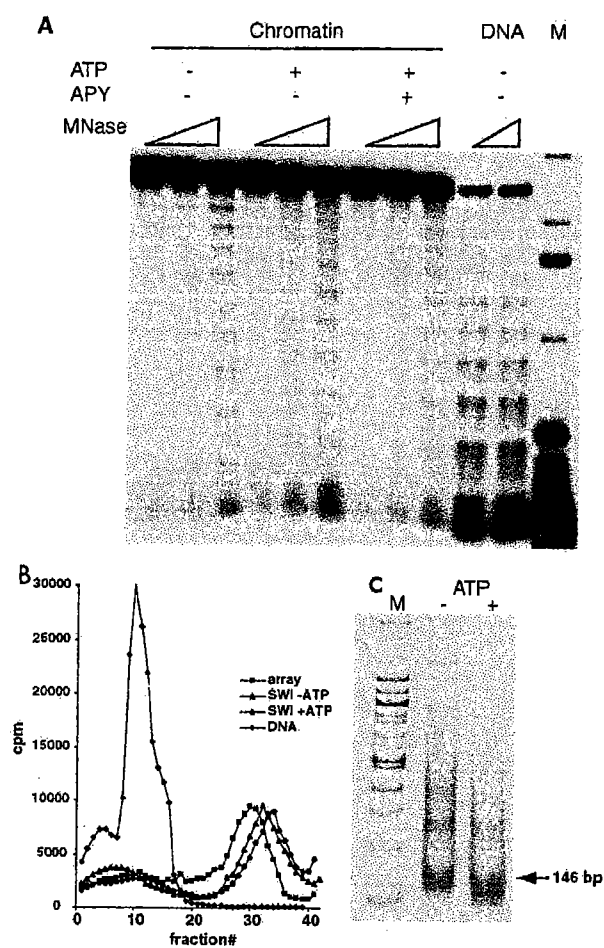 A
Chromatin DNA M
ATP - + + -
APY - - + -
MNase
B
30000
25000
20000
15000
10000
5000
0
cpm
array
SWI -ATP
SWI +ATP
DNA
0 10 20 30 40
fraction#
C
ATP
M - +
146 bp